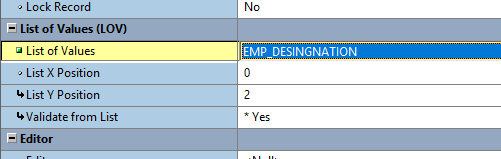 Lock Record No
List of Values (LOV)
List of Values EMP_DESINGNATION
List X Position 0
List Y Position 2
Validate from List * Yes
Editor